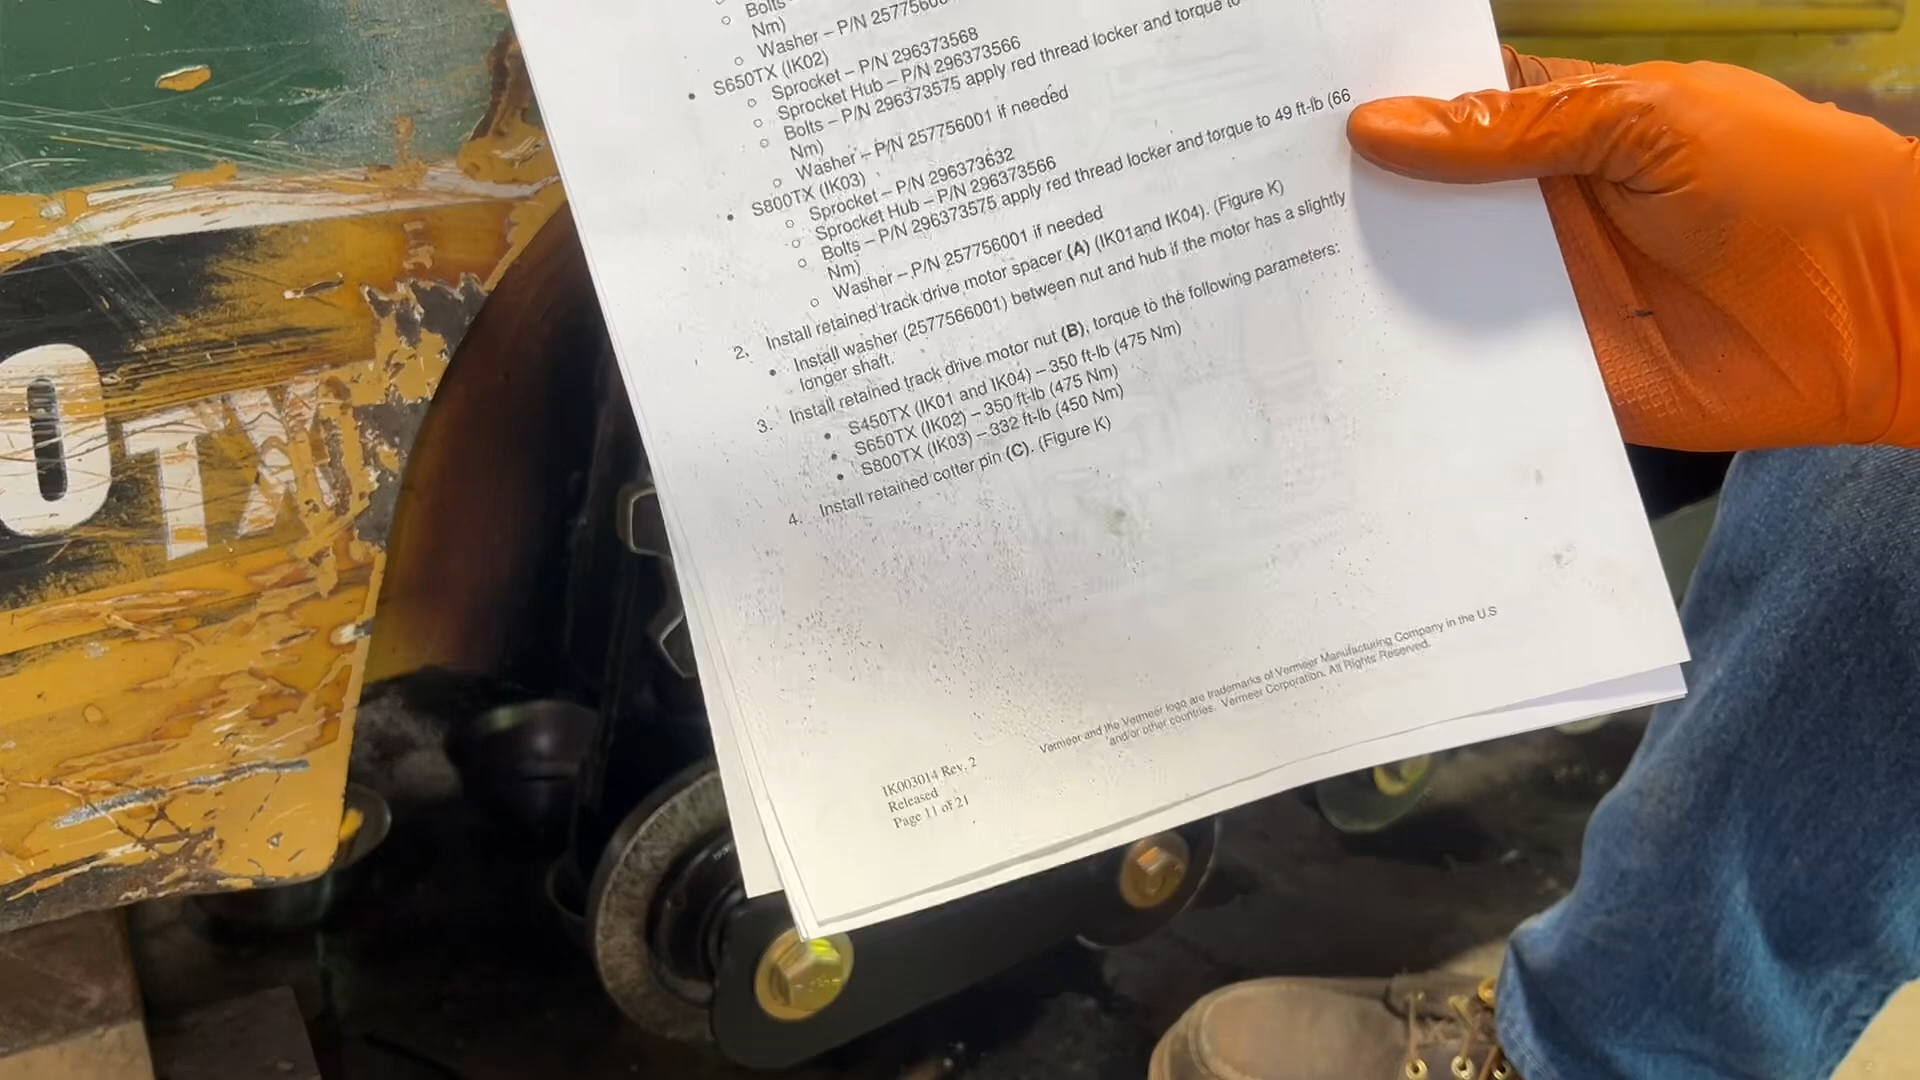 0TX
Bolts
Nm)
Washer – P/N
S650TX (IK02)
Sprocket – P/N 296373568
Sprocket Hub – P/N 296373566
Bolts – P/N 296373575 apply red thread locker and torque to
Nm)
Washer – P/N 257756001 if needed
S800TX (IK03)
Sprocket – P/N 296373632
Sprocket Hub – P/N 296373566
Bolts – P/N 296373575 apply red thread locker and torque to 49 ft-lb (66
Nm)
Washer – P/N 257756001 if needed
2. Install retained track drive motor spacer (A) (IK01and IK04). (Figure K)
Install washer (2577566001) between nut and hub if the motor has a slightly
longer shaft.
3. Install retained track drive motor nut (B), torque to the following parameters:
S450TX (IK01 and IK04) – 350 ft-lb (475 Nm)
S650TX (IK02) – 350 ft-lb (475 Nm)
S800TX (IK03) – 332 ft-lb (450 Nm)
4. Install retained cotter pin (C). (Figure K)
Vermeer and the Vermeer logo are trademarks of Vermeer Manufacturing Company in the U.S
and/or other countries. Vermeer Corporation. All Rights Reserved.
IK003014 Rev. 2
Released
Page 11 of 21